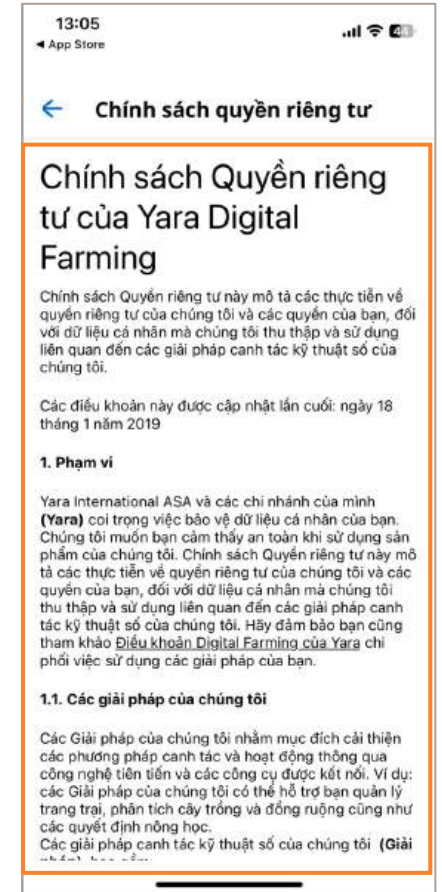 13:05
◄ App Store
← Chính sách quyền riêng tư
Chính sách Quyền riêng
tư của Yara Digital
Farming
Chính sách Quyền riêng tư này mô tả các thực tiễn về
quyền riêng tư của chúng tôi và các quyền của bạn, đối
với dữ liệu cá nhân mà chúng tôi thu thập và sử dụng
liên quan đến các giải pháp canh tác kỹ thuật số của
chúng tôi.
Các điều khoản này được cập nhật lần cuối: ngày 18
tháng 1 năm 2019
1. Phạm vi
Yara International ASA và các chi nhánh của mình
(Yara) coi trọng việc bảo vệ dữ liệu cá nhân của bạn.
Chúng tôi muốn bạn cảm thấy an toàn khi sử dụng sản
phẩm của chúng tôi. Chính sách Quyền riêng tư này mô
tả các thực tiễn về quyền riêng tư của chúng tôi và các
quyền của bạn, đối với dữ liệu cá nhân mà chúng tôi
thu thập và sử dụng liên quan đến các giải pháp canh
tác kỹ thuật số của chúng tôi. Hãy đảm bảo bạn cũng
tham khảo Điều khoản Digital Farming của Yara chi
phối việc sử dụng các giải pháp của bạn.
1.1. Các giải pháp của chúng tôi
Các Giải pháp của chúng tôi nhằm mục đích cải thiện
các phương pháp canh tác và hoạt động thông qua
công nghệ tiên tiến và các công cụ được kết nối. Ví dụ:
các Giải pháp của chúng tôi có thể hỗ trợ bạn quản lý
trang trại, phân tích cây trồng và đồng ruộng cũng như
các quyết định nông học.
Các giải pháp canh tác kỹ thuật số của chúng tôi (Giải